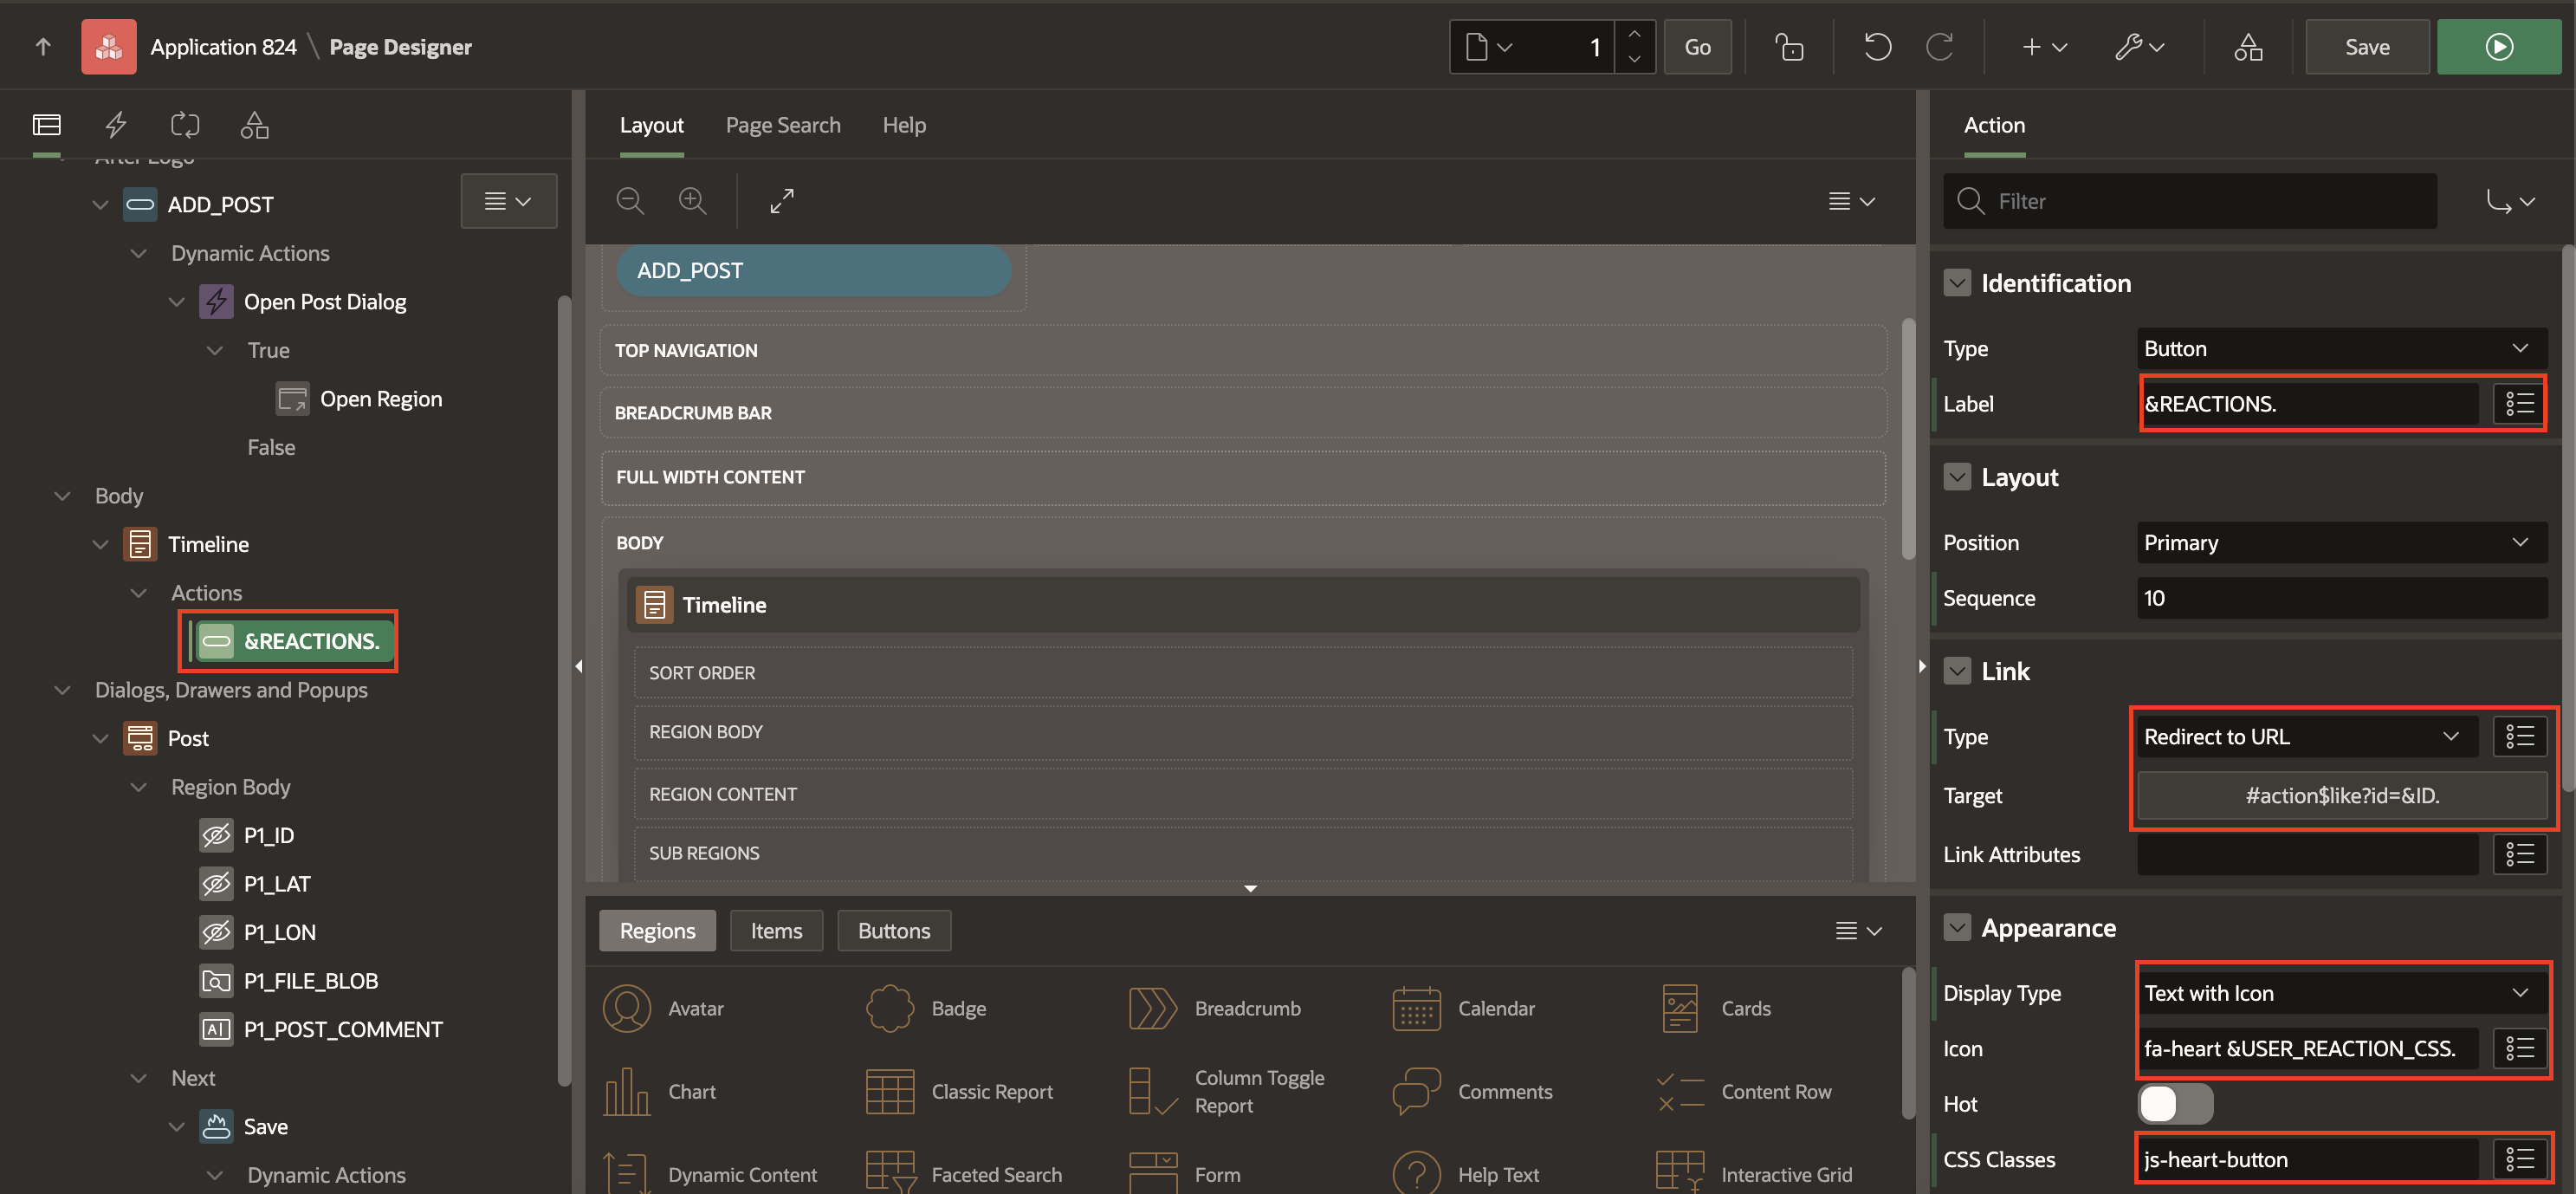 Application 824 \ Page Designer
1
Go
Save
After Logo
ADD_POST
Dynamic Actions
Open Post Dialog
True
Open Region
False
Body
Timeline
Actions
&REACTIONS.
Dialogs, Drawers and Popups
Post
Region Body
P1_ID
P1_LAT
P1_LON
P1_FILE_BLOB
P1_POST_COMMENT
Next
Save
Dynamic Actions
Layout
Page Search
Help
ADD_POST
TOP NAVIGATION
BREADCRUMB BAR
FULL WIDTH CONTENT
BODY
Timeline
SORT ORDER
REGION BODY
REGION CONTENT
SUB REGIONS
Regions
Items
Buttons
Avatar
Badge
Breadcrumb
Calendar
Cards
Chart
Classic Report
Column Toggle
Report
Comments
Content Row
Dynamic Content
Faceted Search
Form
Help Text
Interactive Grid
Action
Filter
Identification
Type
Button
Label
&REACTIONS.
Layout
Position
Primary
Sequence
10
Link
Type
Redirect to URL
Target
#action$like?id=&ID.
Link Attributes
Appearance
Display Type
Text with Icon
Icon
fa-heart &USER_REACTION_CSS.
Hot
CSS Classes
js-heart-button